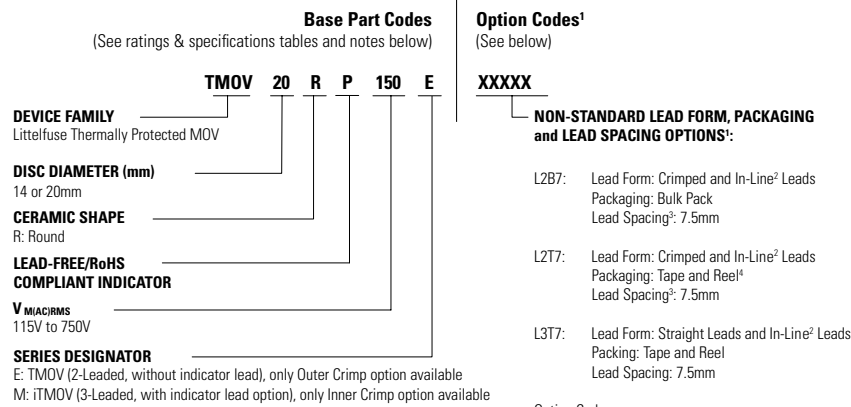 Base Part Codes
(See ratings & specifications tables and notes below)
Option Codes¹
(See below)
TMOV 20 R P 150 E XXXXX
DEVICE FAMILY
Littelfuse Thermally Protected MOV
DISC DIAMETER (mm)
14 or 20mm
CERAMIC SHAPE
R: Round
LEAD-FREE/RoHS
COMPLIANT INDICATOR
V M(AC)RMS
115V to 750V
SERIES DESIGNATOR
E: TMOV (2-Leaded, without indicator lead), only Outer Crimp option available
M: iTMOV (3-Leaded, with indicator lead option), only Inner Crimp option available
NON-STANDARD LEAD FORM, PACKAGING
and LEAD SPACING OPTIONS¹:
L2B7: Lead Form: Crimped and In-Line² Leads
Packaging: Bulk Pack
Lead Spacing³: 7.5mm
L2T7: Lead Form: Crimped and In-Line² Leads
Packaging: Tape and Reel⁴
Lead Spacing³: 7.5mm
L3T7: Lead Form: Straight Leads and In-Line² Leads
Packing: Tape and Reel
Lead Spacing: 7.5mm